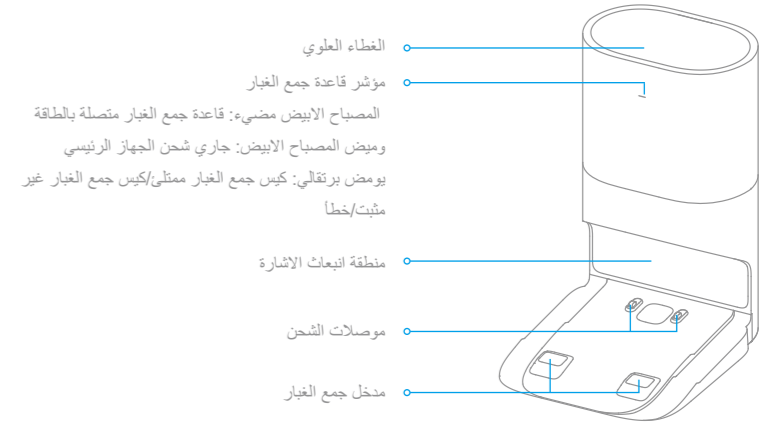 الغطاء العلوي
مؤشر قاعدة جمع الغبار
المصباح الابيض مضيء: قاعدة جمع الغبار متصلة بالطاقة
وميض المصباح الابيض: جاري شحن الجهاز الرئيسي
يومض برتقالي: كيس جمع الغبار ممتلئ/كيس جمع الغبار غير
مثبت/خطأ
منطقة انبعاث الاشارة
موصلات الشحن
مدخل جمع الغبار